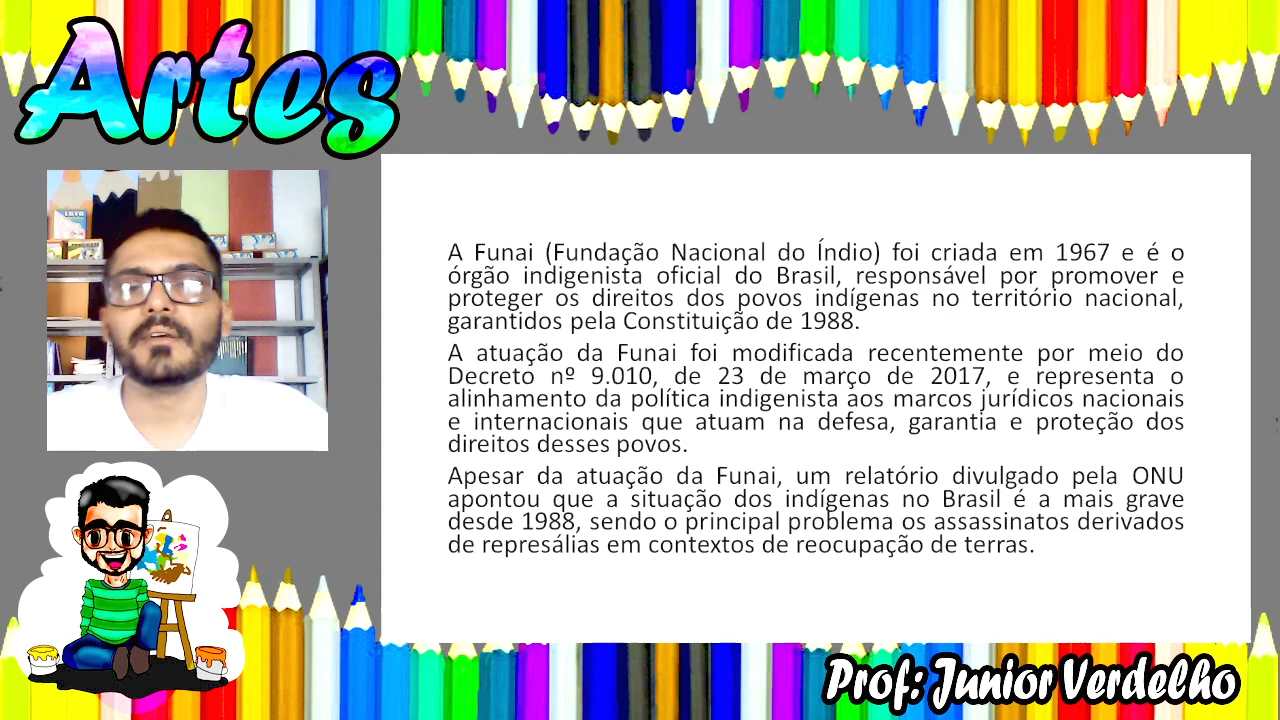 Artes
A Funai (Fundação Nacional do Índio) foi criada em 1967 e é o
órgão indigenista oficial do Brasil, responsável por promover e
proteger os direitos dos povos indígenas no território nacional,
garantidos pela Constituição de 1988.
A atuação da Funai foi modificada recentemente por meio do
Decreto nº 9.010, de 23 de março de 2017, e representa o
alinhamento da política indigenista aos marcos jurídicos nacionais
e internacionais que atuam na defesa, garantia e proteção dos
direitos desses povos.
Apesar da atuação da Funai, um relatório divulgado pela ONU
apontou que a situação dos indígenas no Brasil é a mais grave
desde 1988, sendo o principal problema os assassinatos derivados
de represálias em contextos de reocupação de terras.
Prof: Junior Verdelho